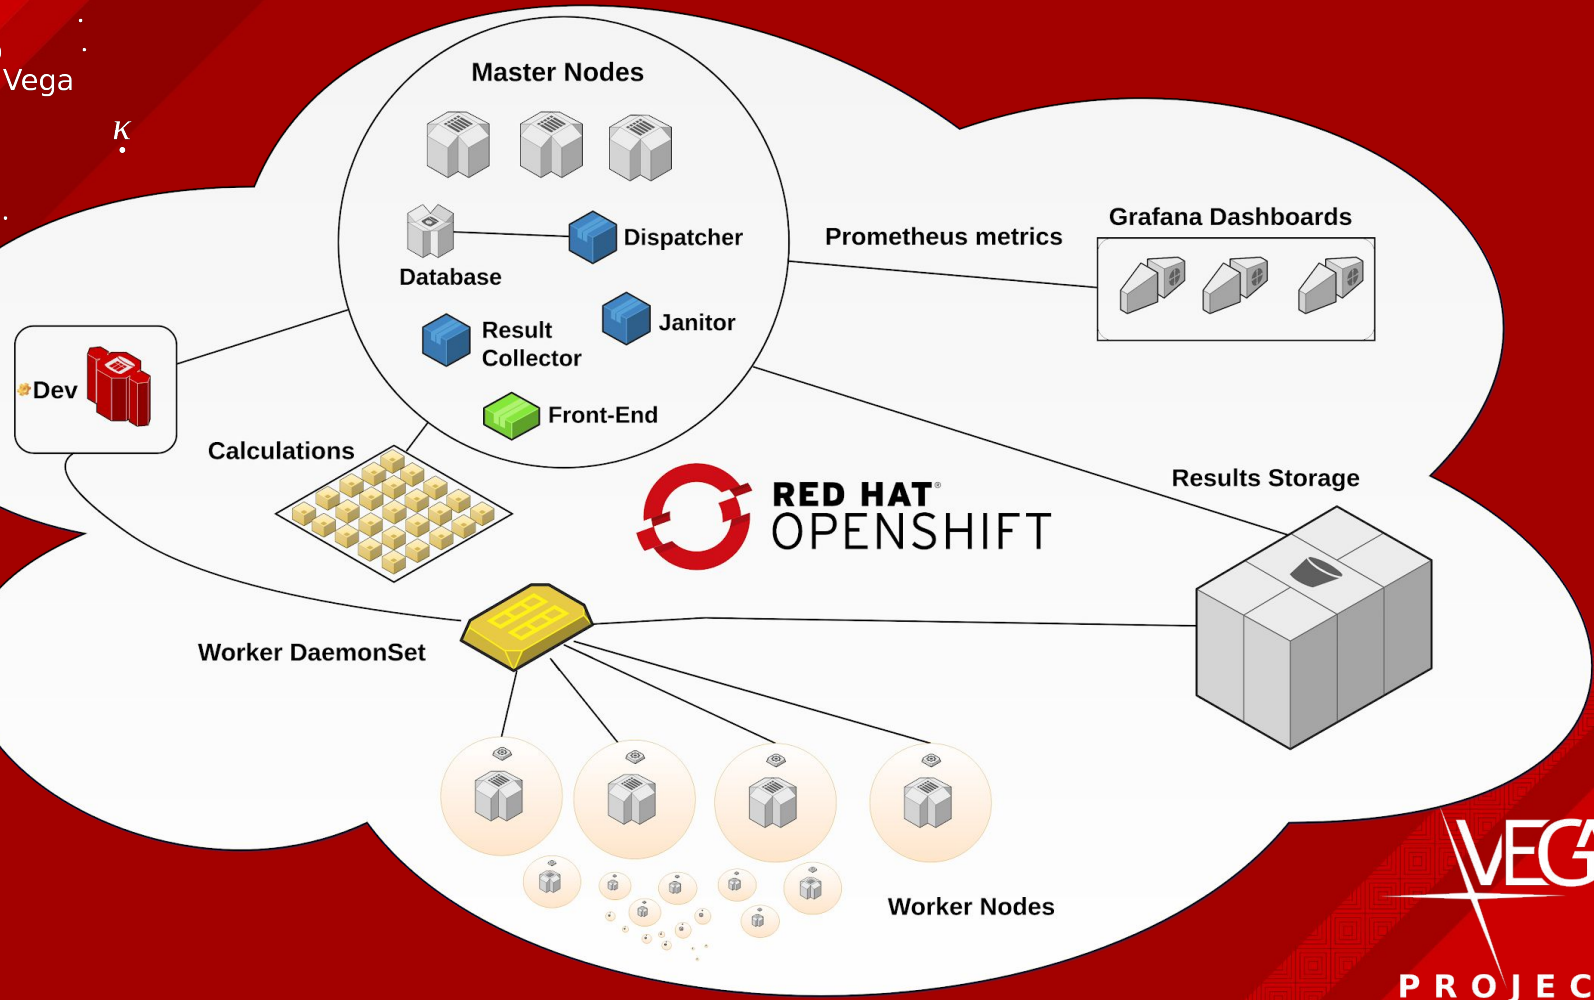 Vega
κ
Master Nodes
Database
Dispatcher
Janitor
Result
Collector
Front-End
Prometheus metrics
Grafana Dashboards
Dev
Calculations
RED HAT®
OPENSHIFT
Results Storage
Worker DaemonSet
Worker Nodes
VEGA
PROJEC